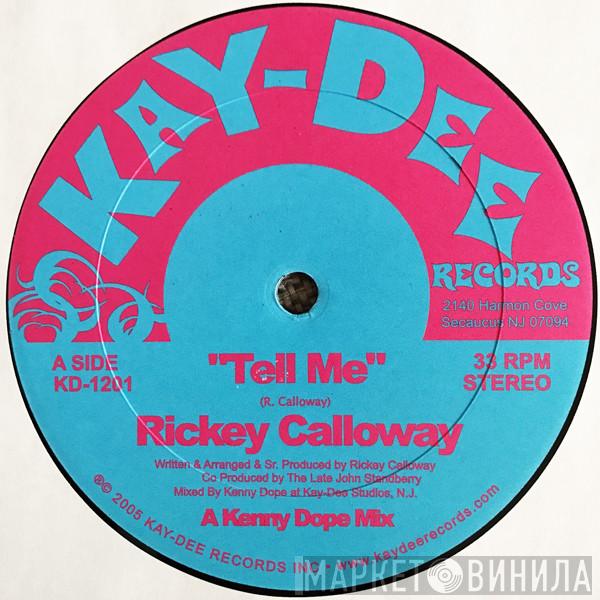 KAY-DEE
RECORDS
2140 Harmon Cove
Secaucus NJ 07094
A SIDE
KD-1201
33 RPM
STEREO
"Tell Me"
(R. Calloway)
Rickey Calloway
Written & Arranged & Sr. Produced by Rickey Calloway
Co Produced by The Late John Standberry
Mixed By Kenny Dope at Kay-Dee Studios, N.J.
A Kenny Dope Mix
℗© 2005 KAY-DEE RECORDS INC - www.kaydeerecords.com
МАРКЕТ ВИНИЛА